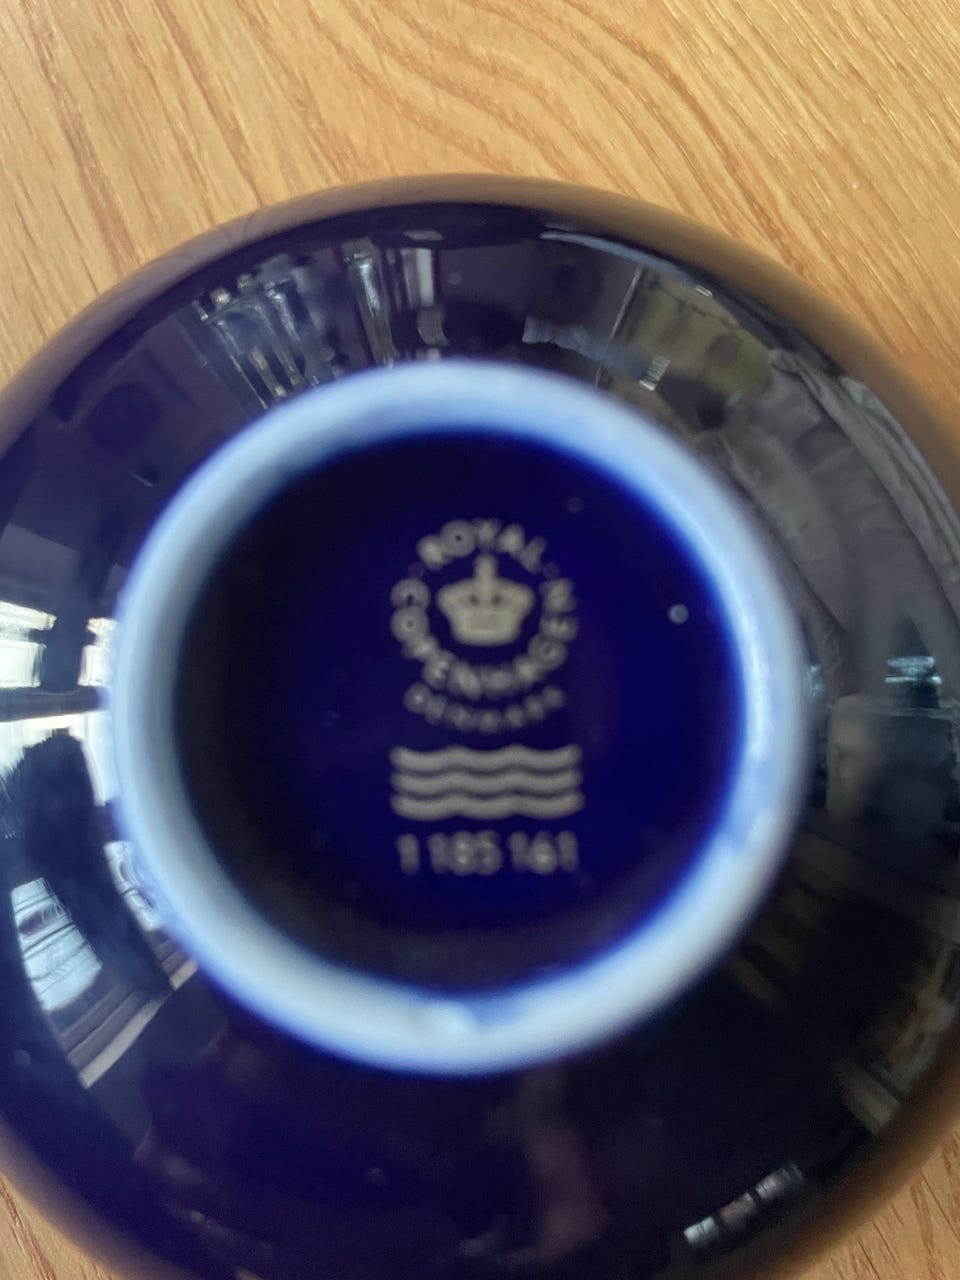 ROYAL
COPENHAGEN
DENMARK
1 185 161